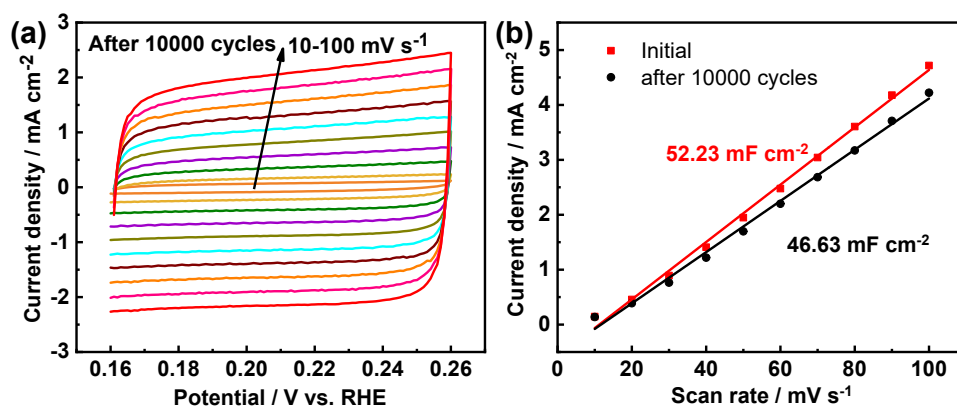 (a)
After 10000 cycles
10-100 mV s⁻¹
Current density / mA cm⁻²
3
2
1
0
-1
-2
-3
0.16
0.18
0.20
0.22
0.24
0.26
Potential / V vs. RHE
(b)
Initial
after 10000 cycles
52.23 mF cm⁻²
46.63 mF cm⁻²
Current density / mA cm⁻²
5
4
3
2
1
0
0
20
40
60
80
100
Scan rate / mV s⁻¹